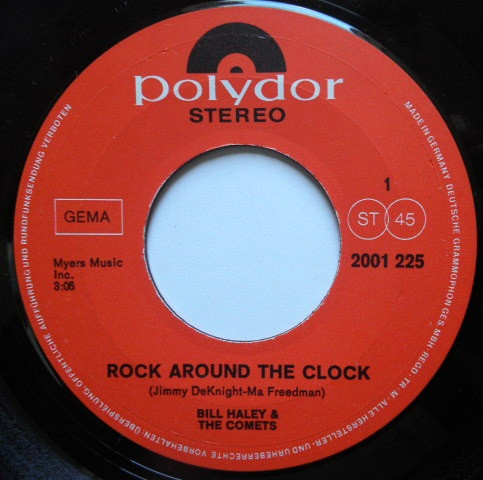 polydor
STEREO
1
GEMA
ST 45
Myers Music
Inc.
3:05
2001 225
ROCK AROUND THE CLOCK
(Jimmy DeKnight-Ma Freedman)
BILL HALEY &
THE COMETS
MADE IN GERMANY DEUTSCHE GRAMMOPHON GES MBH REGD. TR. M.·ALLE HERSTELLER- UND URHEBERRECHTE VORBEHALTEN: ÜBERSPIELUNG, ÖFFENTLICHE AUFFÜHRUNG UND RUNDFUNKSENDUNG VERBOTEN